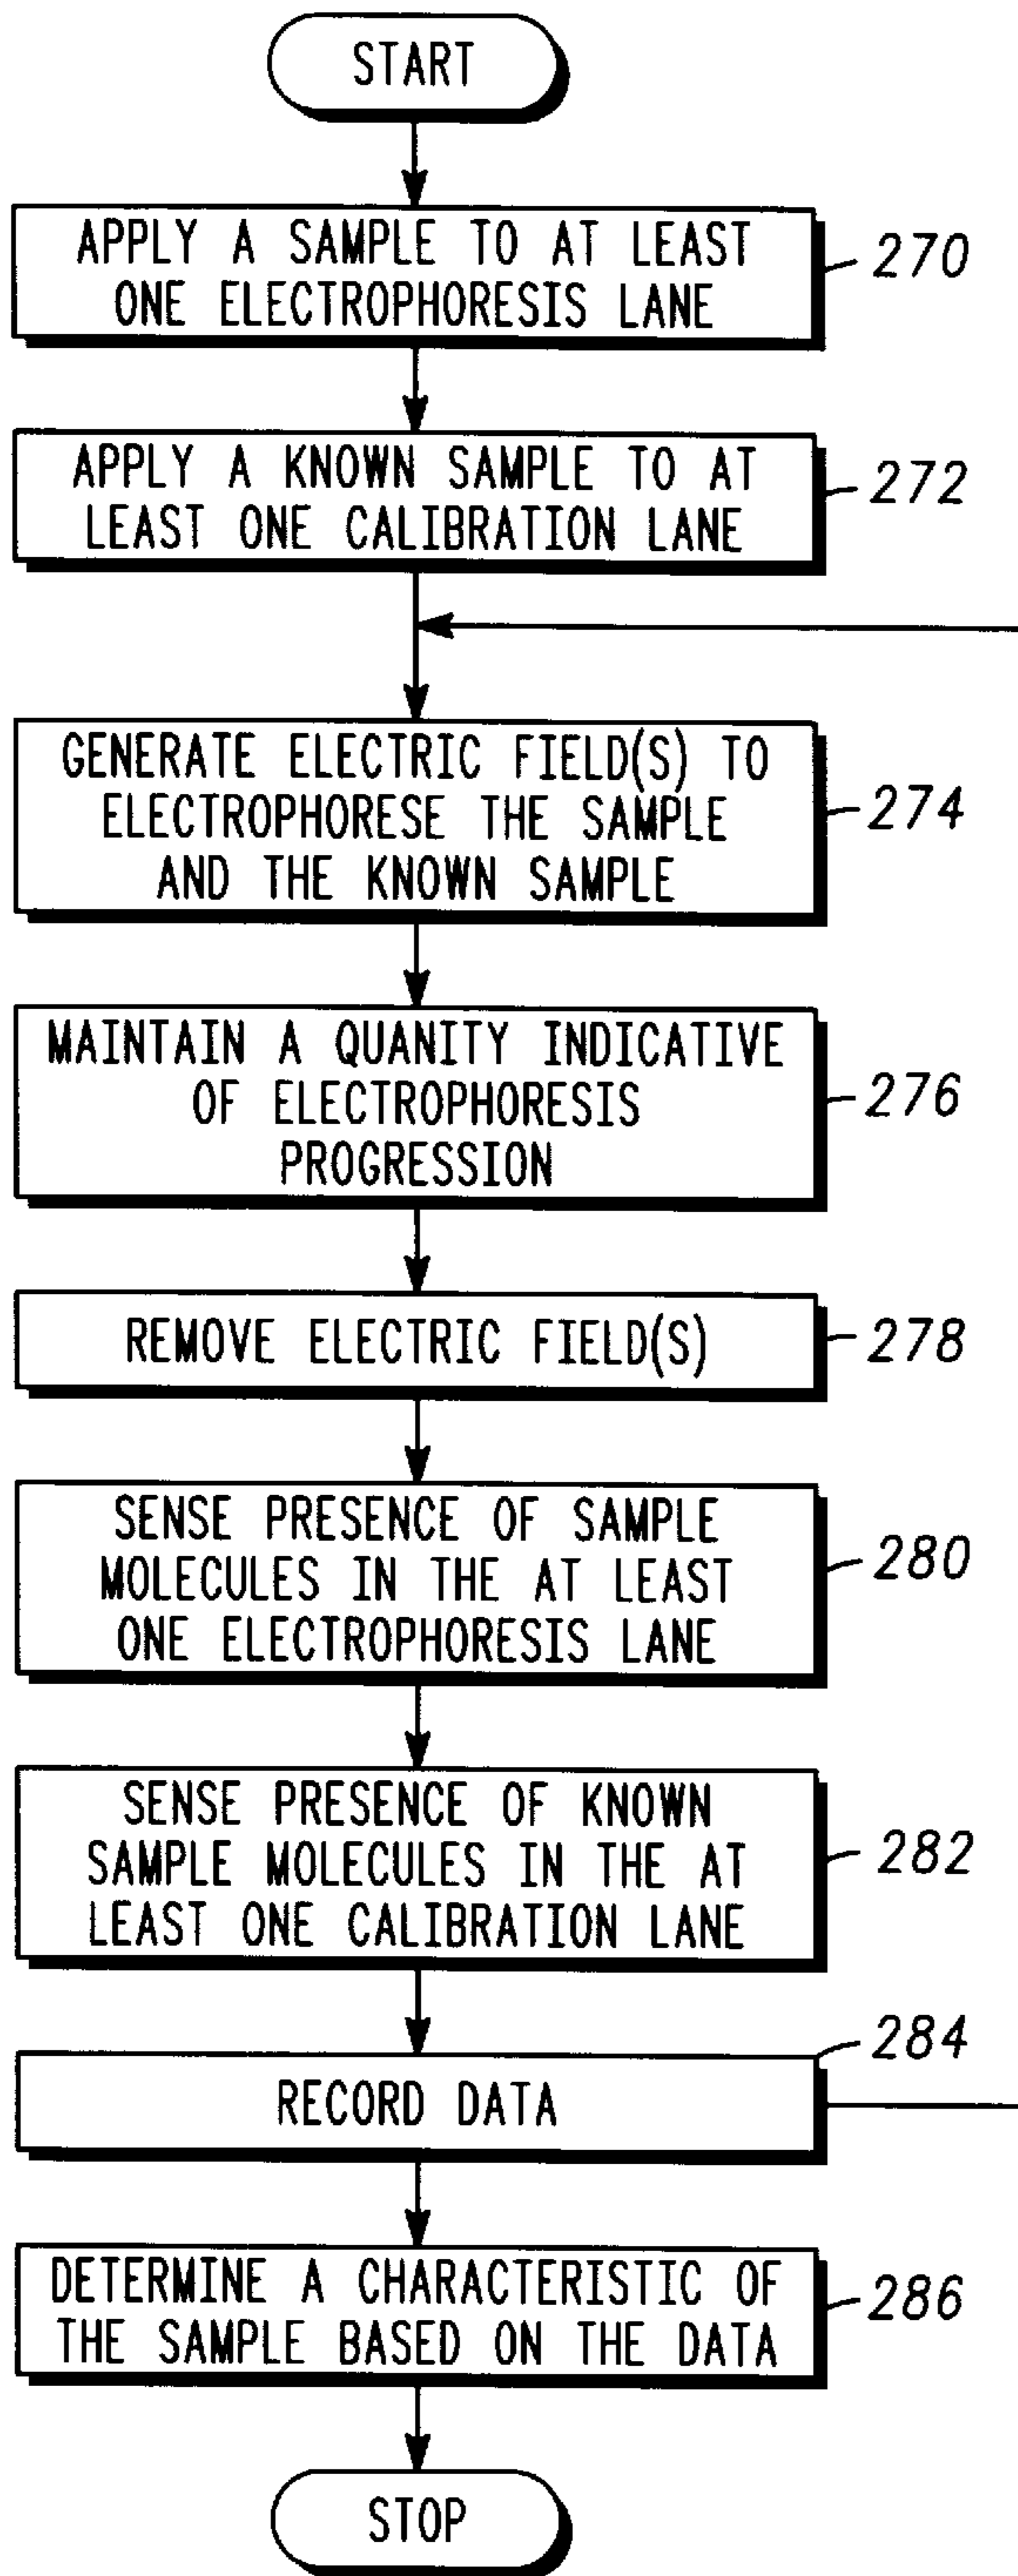 START
APPLY A SAMPLE TO AT LEAST
ONE ELECTROPHORESIS LANE
270
APPLY A KNOWN SAMPLE TO AT
LEAST ONE CALIBRATION LANE
272
GENERATE ELECTRIC FIELD(S) TO
ELECTROPHORESE THE SAMPLE
AND THE KNOWN SAMPLE
274
MAINTAIN A QUANITY INDICATIVE
OF ELECTROPHORESIS
PROGRESSION
276
REMOVE ELECTRIC FIELD(S)
278
SENSE PRESENCE OF SAMPLE
MOLECULES IN THE AT LEAST
ONE ELECTROPHORESIS LANE
280
SENSE PRESENCE OF KNOWN
SAMPLE MOLECULES IN THE AT
LEAST ONE CALIBRATION LANE
282
RECORD DATA
284
DETERMINE A CHARACTERISTIC OF
THE SAMPLE BASED ON THE DATA
286
STOP